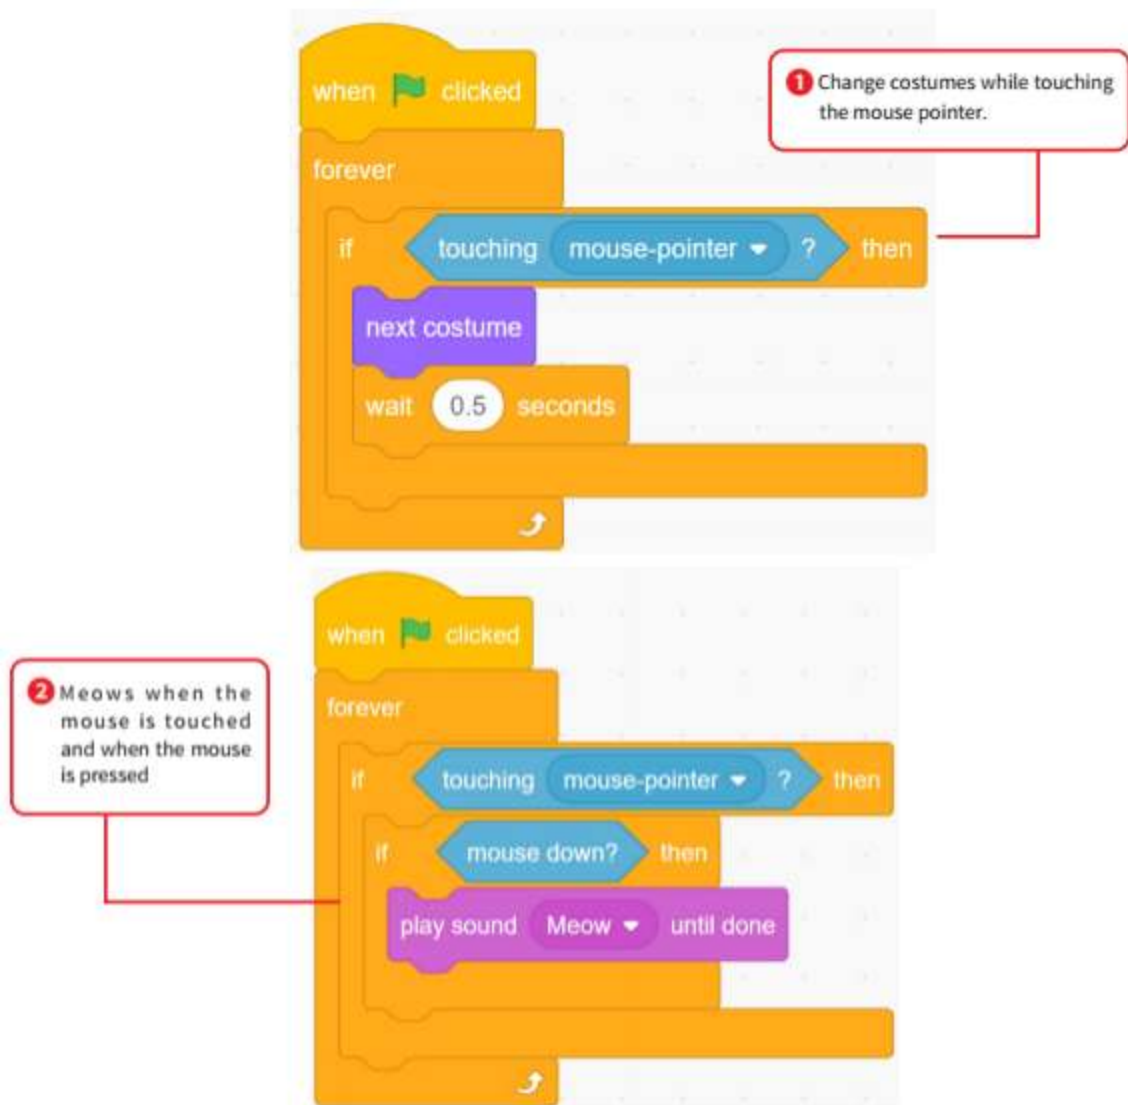 when clicked
1 Change costumes while touching
the mouse pointer.
forever
if touching mouse-pointer ? then
next costume
wait 0.5 seconds
when clicked
2 Meows when the
mouse is touched
and when the mouse
is pressed
forever
if touching mouse-pointer ? then
if mouse down? then
play sound Meow until done